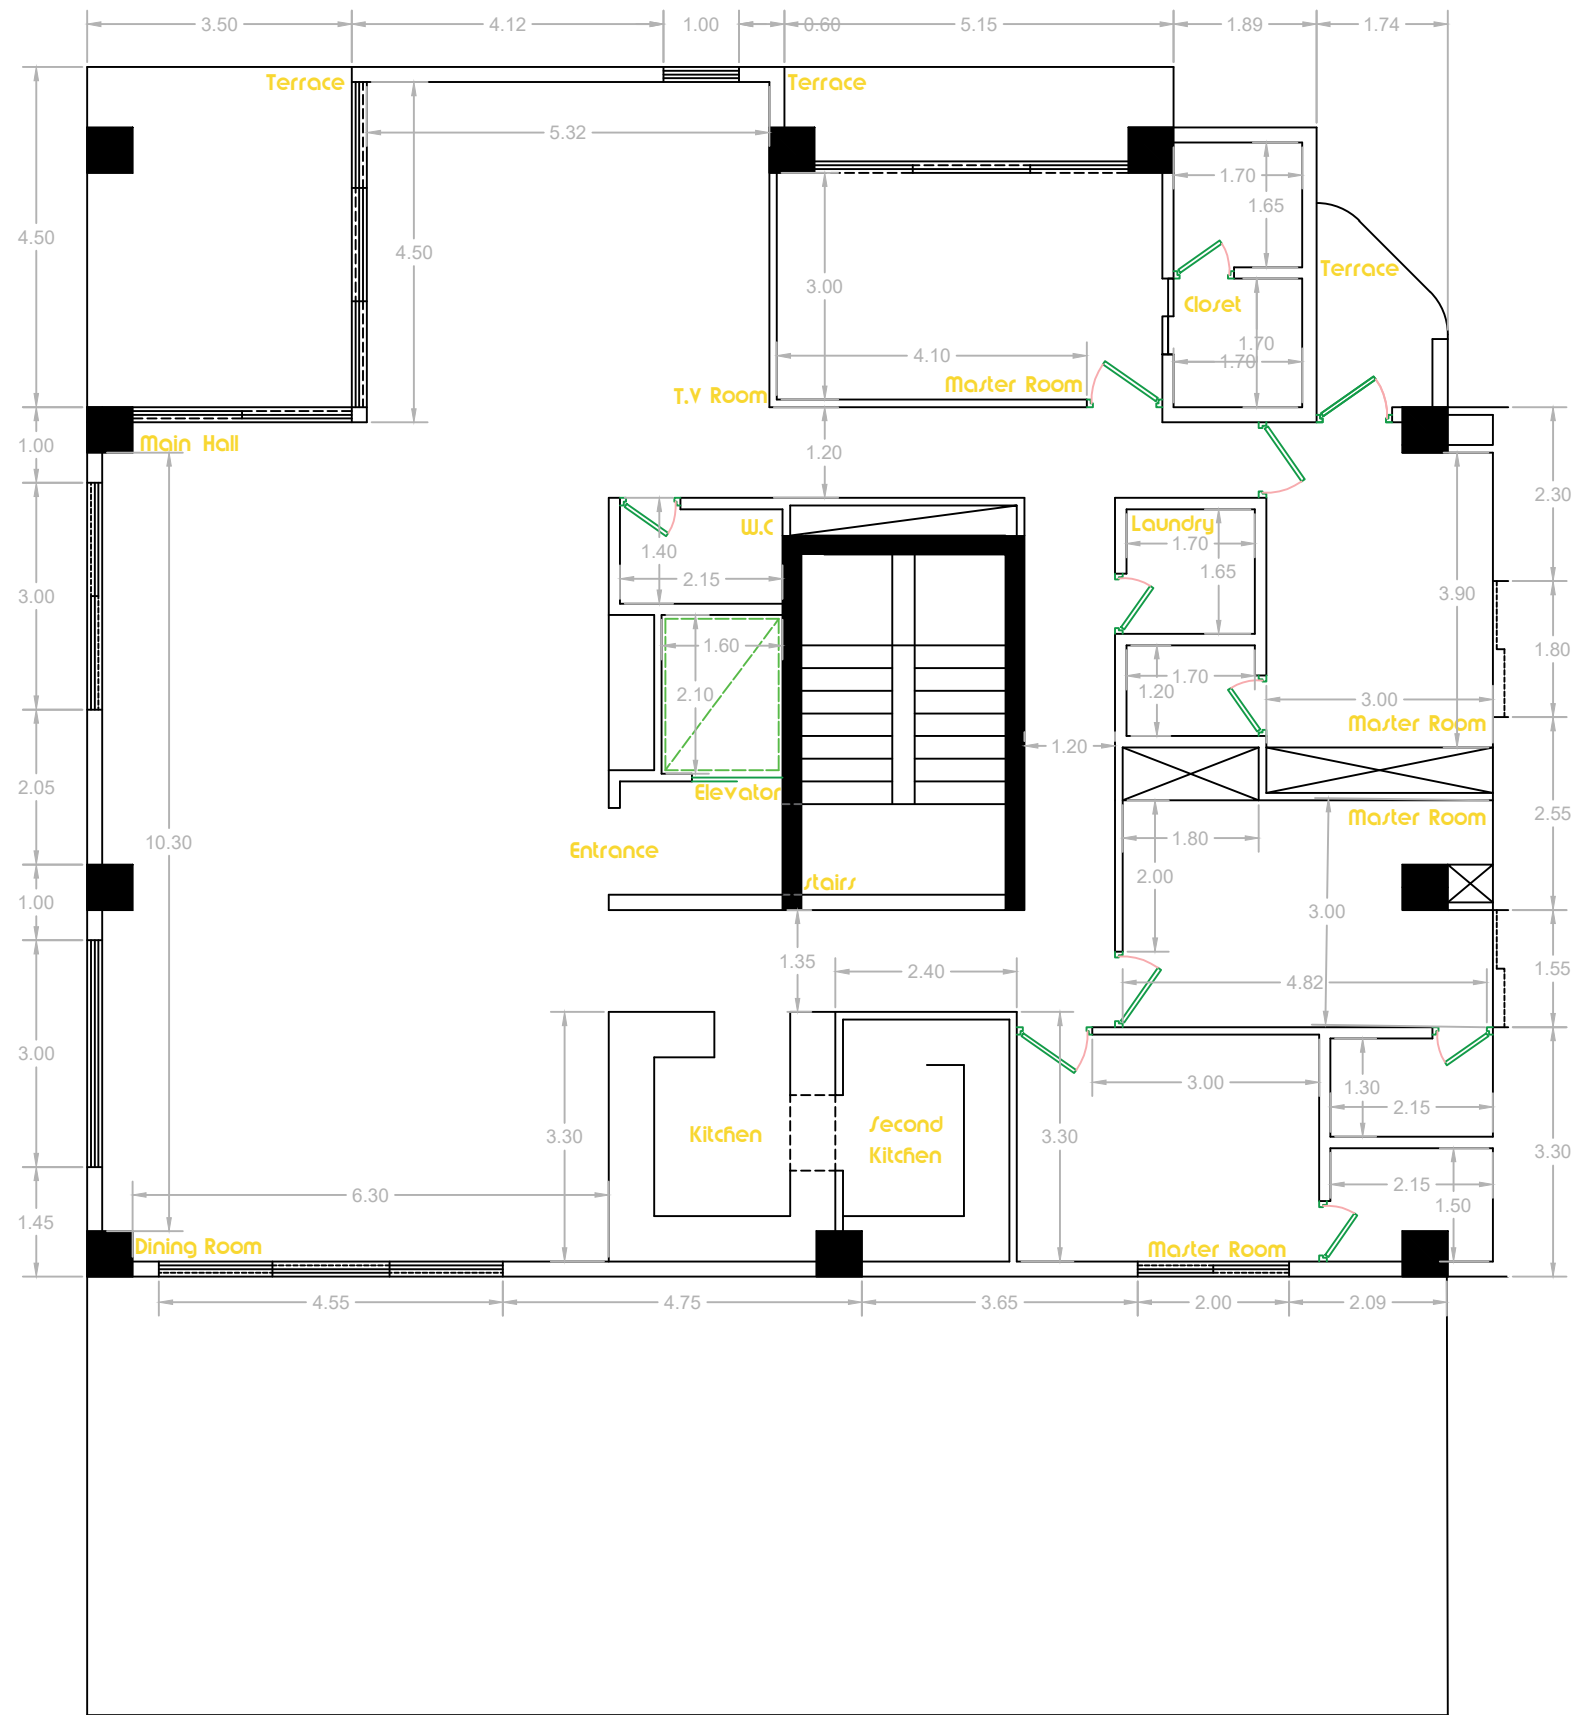 3.50 4.12 1.00 0.60 5.15 1.89 1.74
Terrace Terrace
5.32
1.70
1.65
4.50 4.50
Terrace
3.00
Closet
1.70
4.10 1.70
T.V Room Master Room
Main Hall
1.00 1.20
2.30
W.C Laundry
1.40 1.70
2.15 1.65
3.00 3.90
1.60 1.80
2.10 1.70
1.20 3.00
Master Room
1.20
2.05 Elevator
Master Room 2.55
10.30 1.80
Entrance
stairs 2.00
1.00 3.00
1.35 2.40 1.55
4.82
3.00
3.00 1.30
2.15
Kitchen Second
Kitchen
3.30 3.30 3.30
6.30 2.15
1.50
1.45
Dining Room Master Room
4.55 4.75 3.65 2.00 2.09